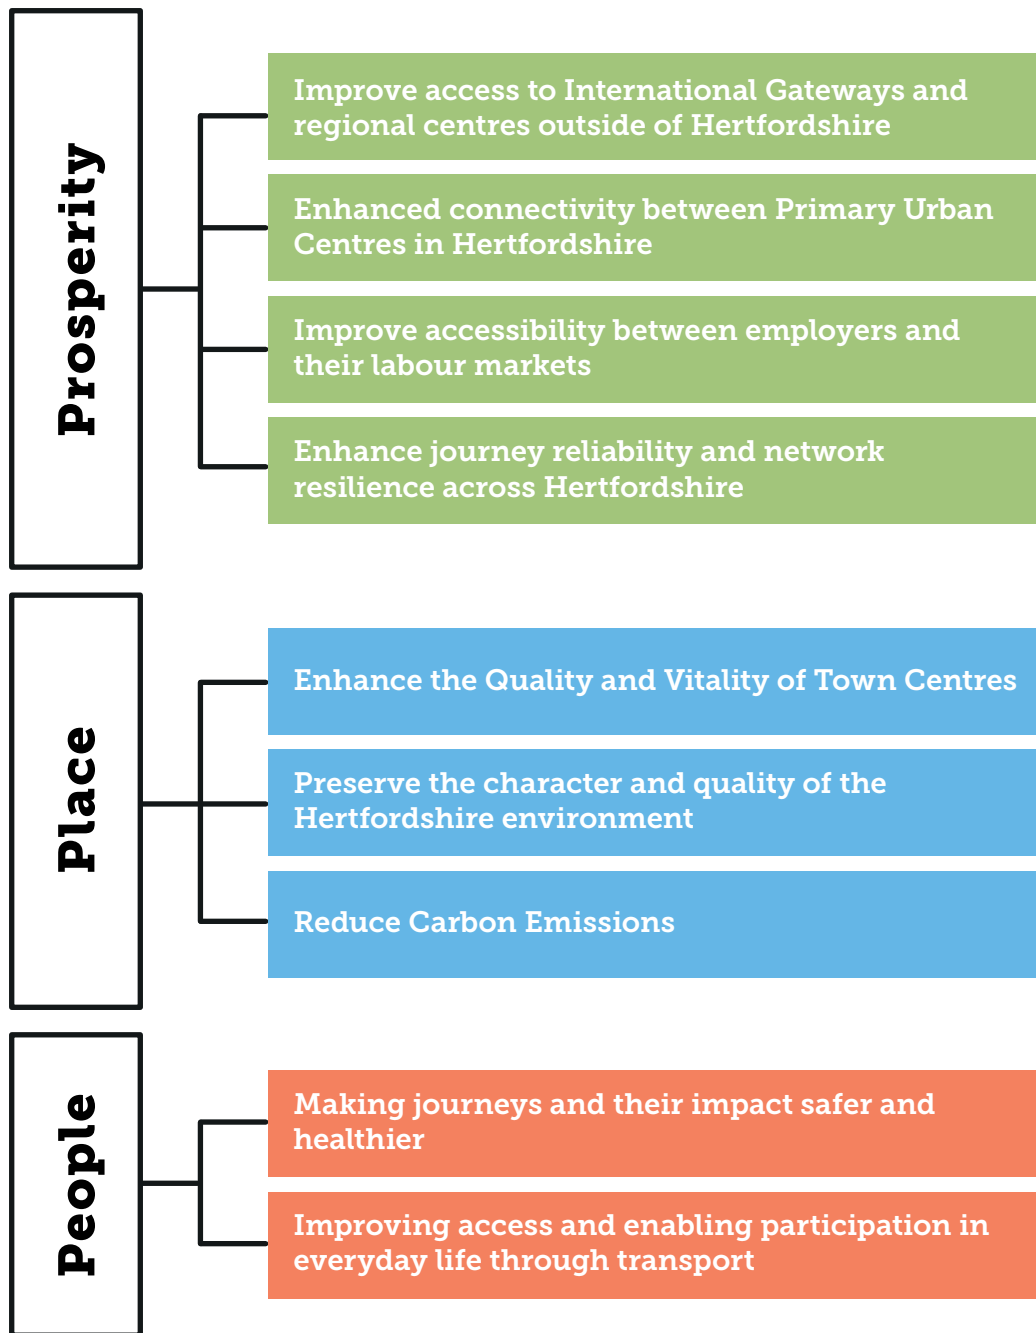 Prosperity
Improve access to International Gateways and
regional centres outside of Hertfordshire
Enhanced connectivity between Primary Urban
Centres in Hertfordshire
Improve accessibility between employers and
their labour markets
Enhance journey reliability and network
resilience across Hertfordshire
Place
Enhance the Quality and Vitality of Town Centres
Preserve the character and quality of the
Hertfordshire environment
Reduce Carbon Emissions
People
Making journeys and their impact safer and
healthier
Improving access and enabling participation in
everyday life through transport